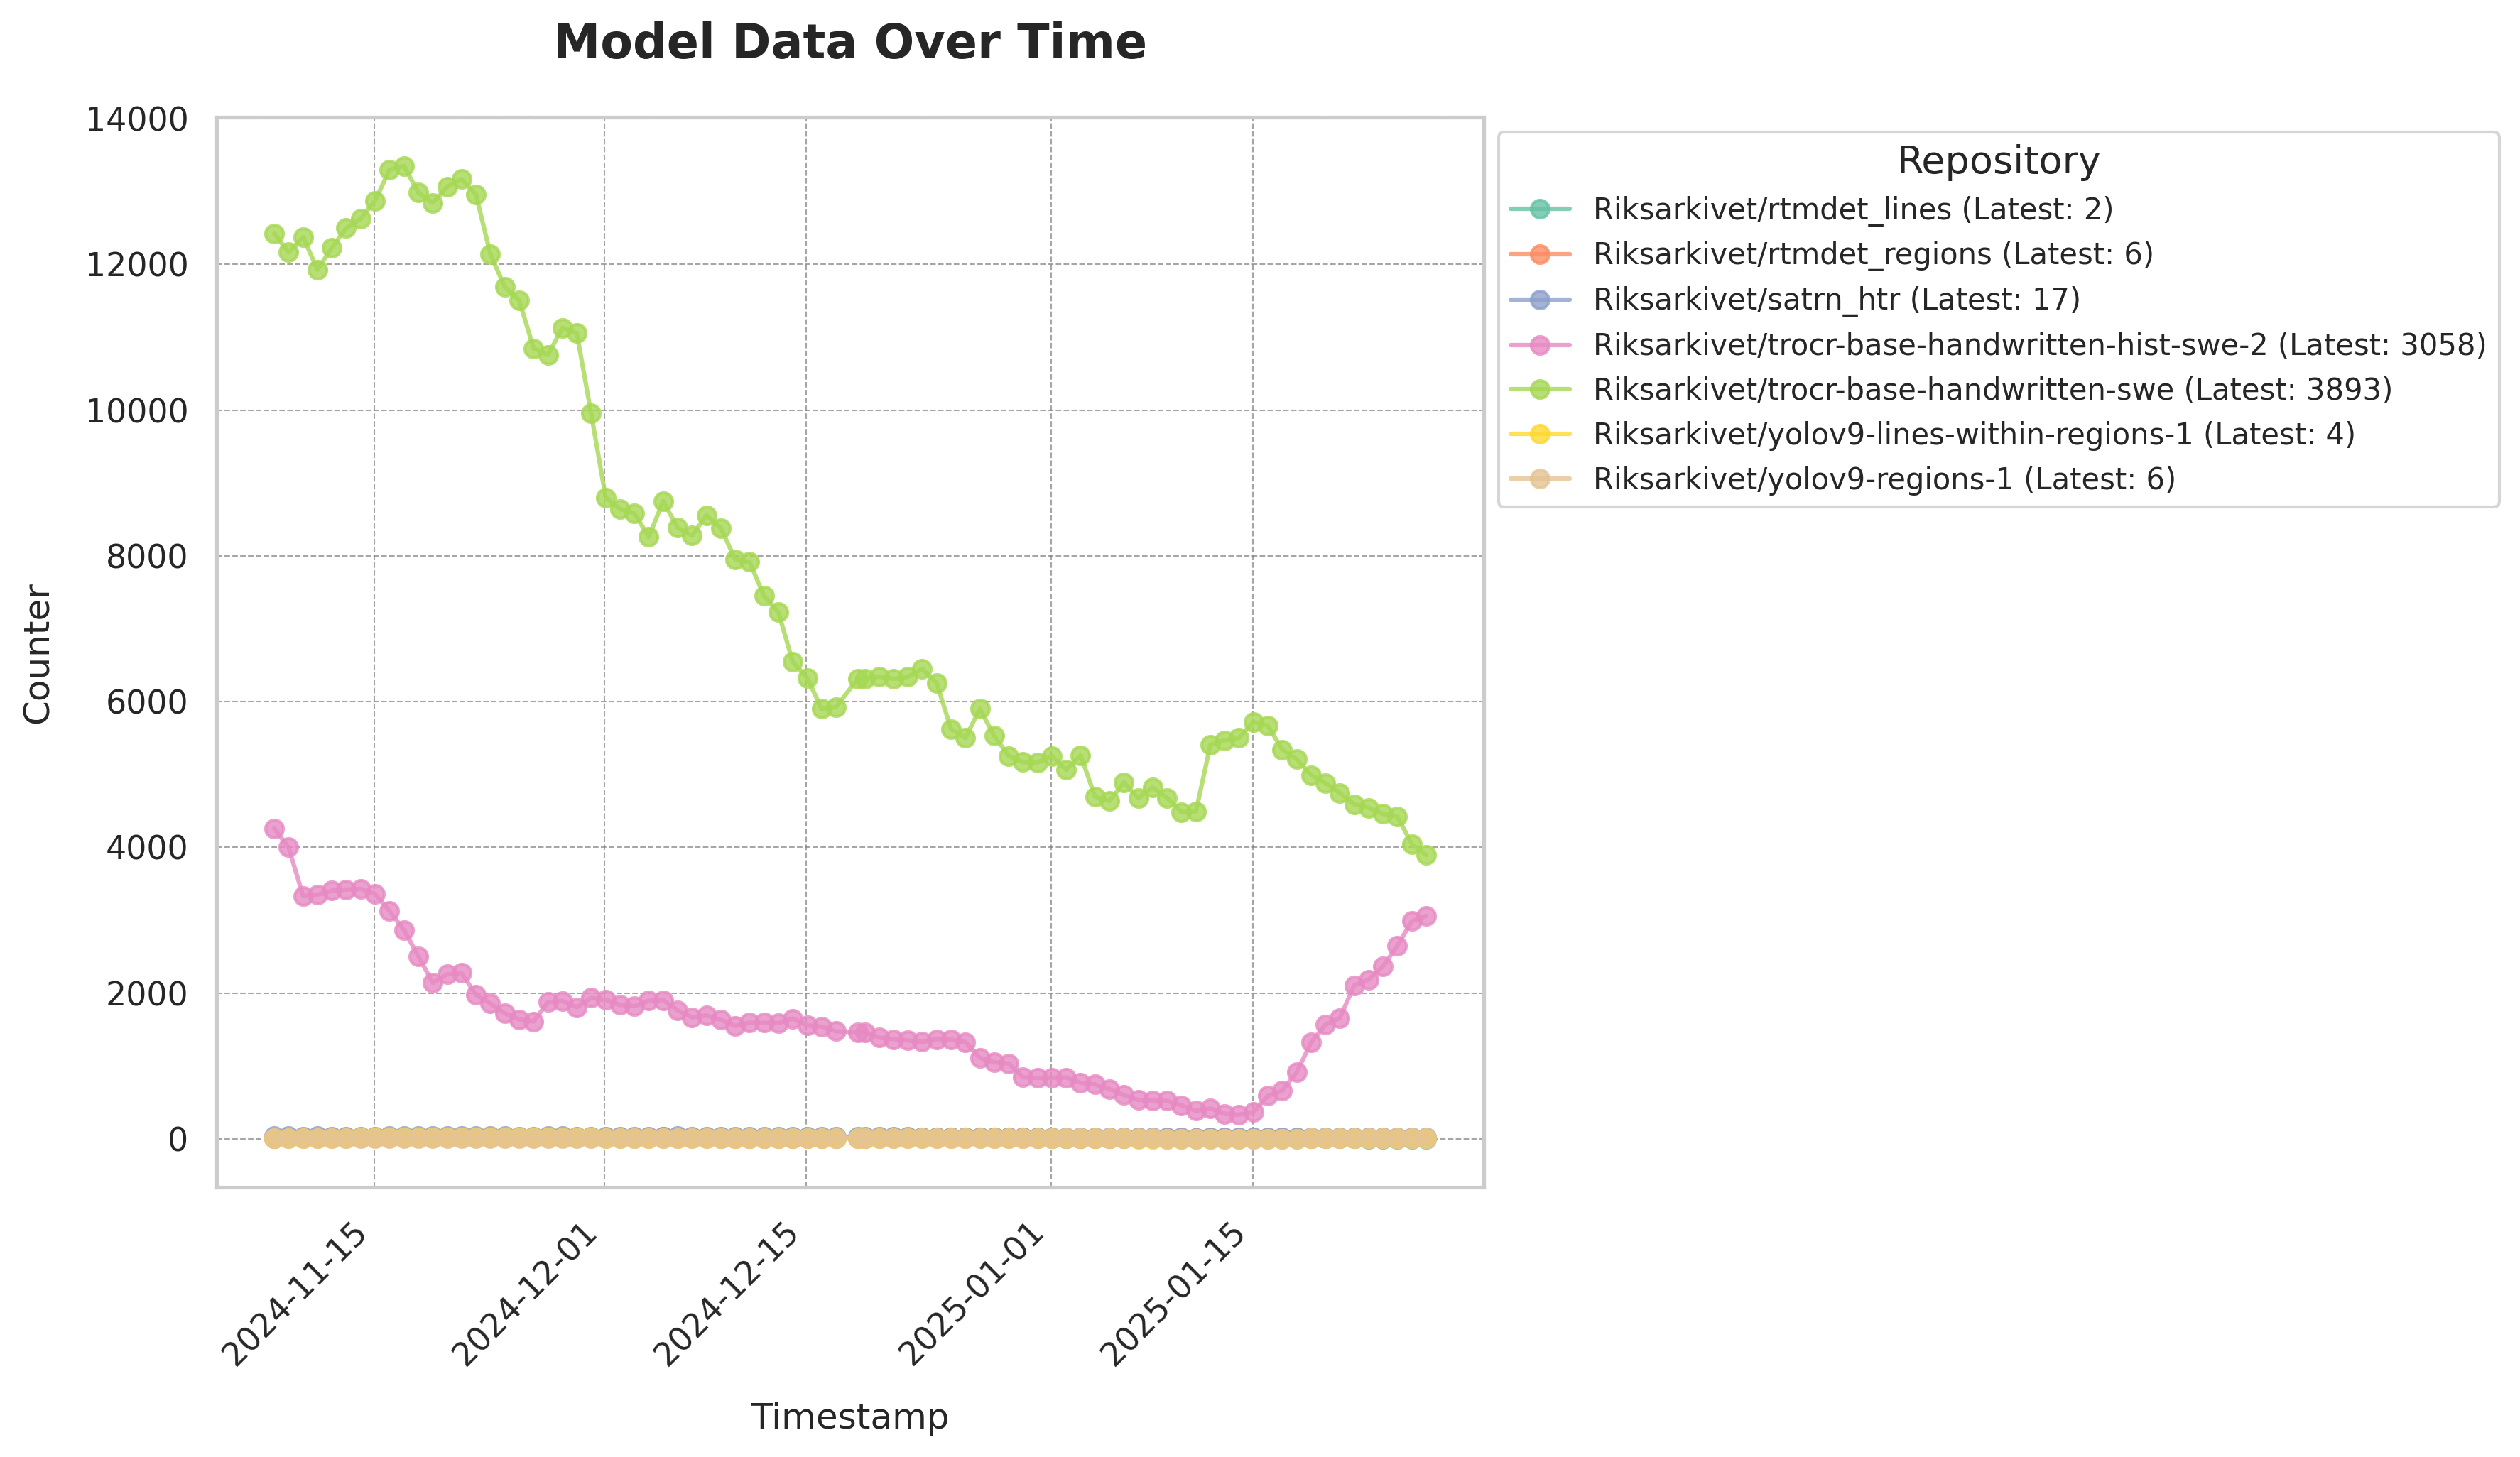 Model Data Over Time
14000
12000
10000
8000
6000
4000
2000
0
Counter
2024-11-15
2024-12-01
2024-12-15
2025-01-01
2025-01-15
Timestamp
Repository
Riksarkivet/rtmdet_lines (Latest: 2)
Riksarkivet/rtmdet_regions (Latest: 6)
Riksarkivet/satrn_htr (Latest: 17)
Riksarkivet/trocr-base-handwritten-hist-swe-2 (Latest: 3058)
Riksarkivet/trocr-base-handwritten-swe (Latest: 3893)
Riksarkivet/yolov9-lines-within-regions-1 (Latest: 4)
Riksarkivet/yolov9-regions-1 (Latest: 6)